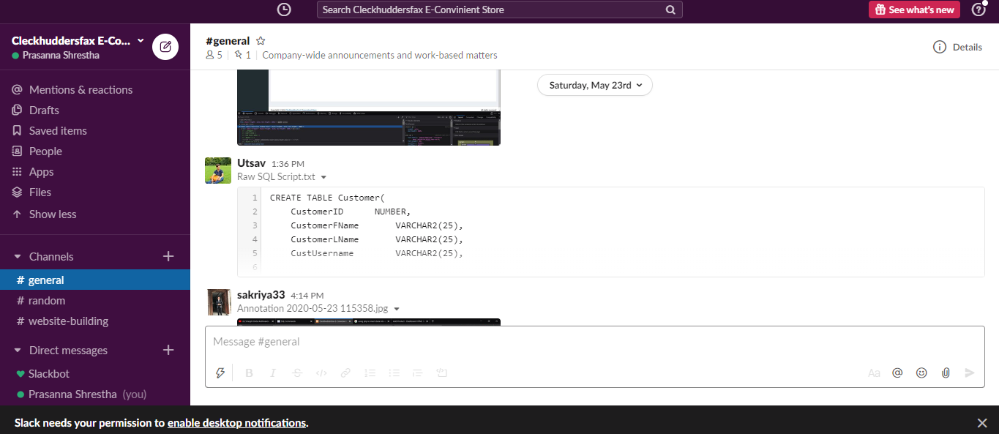 Search Cleckhuddersfax E-Convinient Store
See what's new
Cleckhuddersfax E-Co...
Prasanna Shrestha
Mentions & reactions
Drafts
Saved items
People
Apps
Files
Show less
Channels
# general
# random
# website-building
Direct messages
Slackbot
Prasanna Shrestha (you)
#general
5 | 1 | Company-wide announcements and work-based matters
Details
Saturday, May 23rd
Utsav 1:36 PM
Raw SQL Script.txt
1 CREATE TABLE Customer(
2 CustomerID NUMBER,
3 CustomerFName VARCHAR2(25),
4 CustomerLName VARCHAR2(25),
5 CustUsername VARCHAR2(25),
6
sakriya33 4:14 PM
Annotation 2020-05-23 115358.jpg
Message #general
B I S </> Aa @
Slack needs your permission to enable desktop notifications.